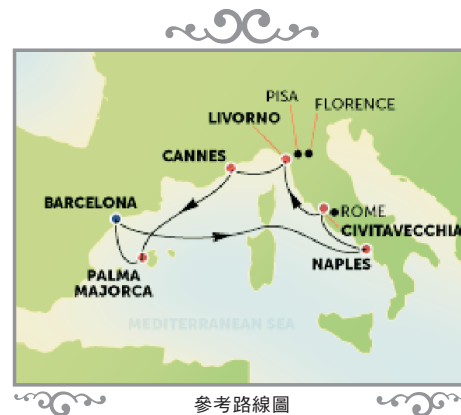 PISA
FLORENCE
LIVORNO
CANNES
BARCELONA
ROME
CIVITAVECCHIA
NAPLES
PALMA
MAJORCA
MEDITERRANEAN SEA
參考路線圖